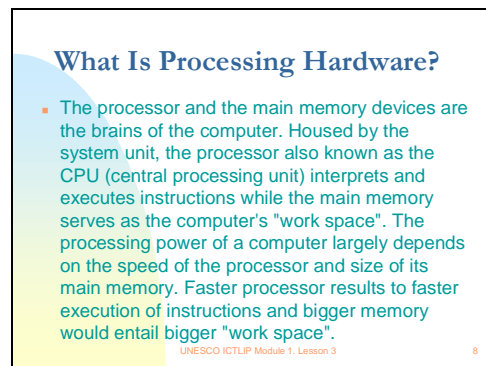 What Is Processing Hardware?
The processor and the main memory devices are
the brains of the computer. Housed by the
system unit, the processor also known as the
CPU (central processing unit) interprets and
executes instructions while the main memory
serves as the computer's "work space". The
processing power of a computer largely depends
on the speed of the processor and size of its
main memory. Faster processor results to faster
execution of instructions and bigger memory
would entail bigger "work space".
UNESCO ICTLIP Module 1. Lesson 3 8